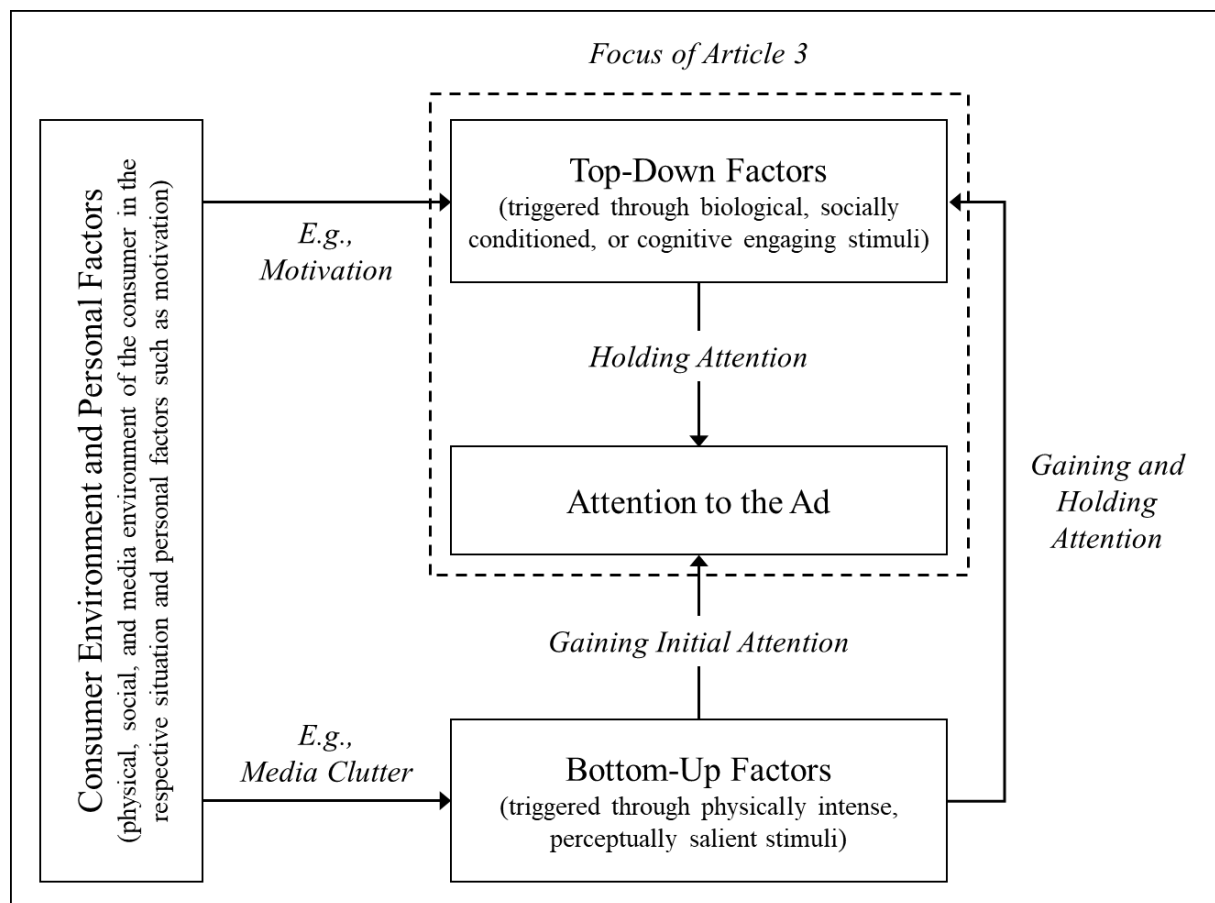 Focus of Article 3
Consumer Environment and Personal Factors
(physical, social, and media environment of the consumer in the
respective situation and personal factors such as motivation)
E.g.,
Motivation
Top-Down Factors
(triggered through biological, socially
conditioned, or cognitive engaging stimuli)
Holding Attention
Attention to the Ad
Gaining and
Holding
Attention
Gaining Initial Attention
E.g.,
Media Clutter
Bottom-Up Factors
(triggered through physically intense,
perceptually salient stimuli)